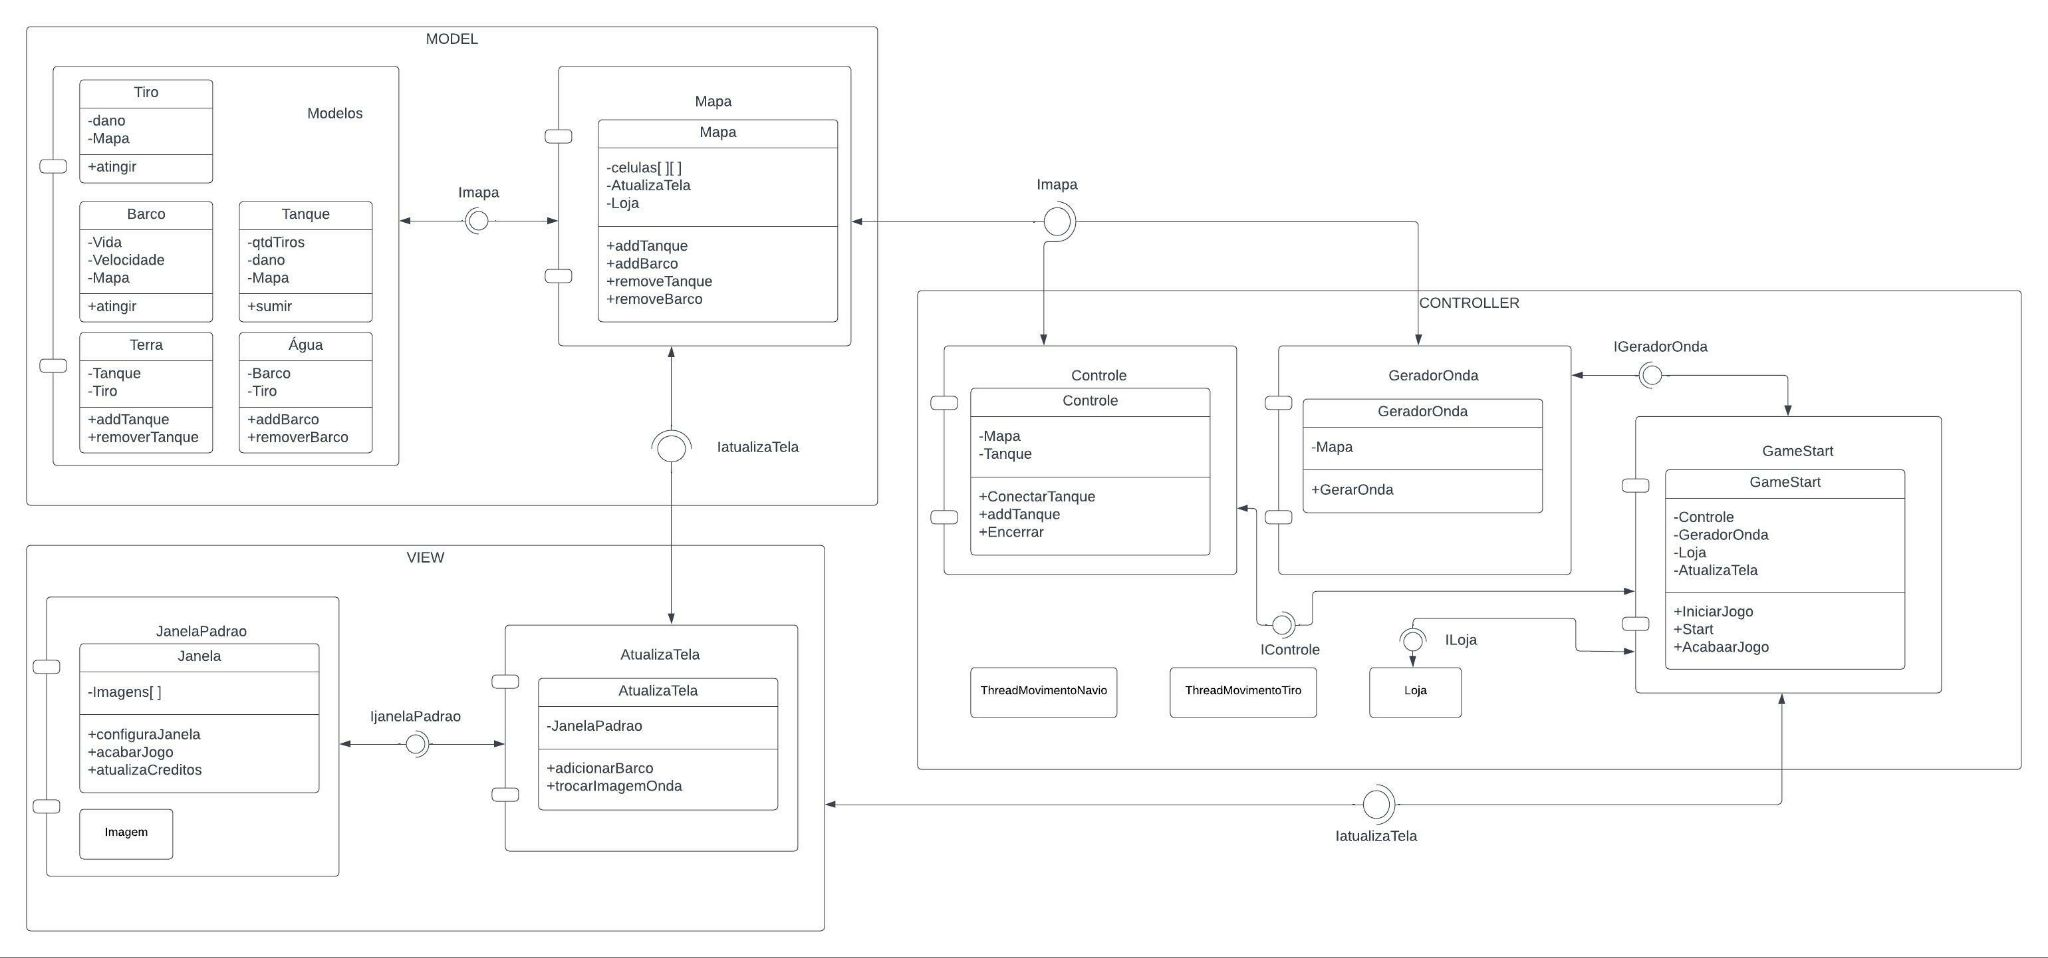 MODEL
Modelos
Tiro
-dano
-Mapa
+atingir
Barco
-Vida
-Velocidade
-Mapa
+atingir
Tanque
-qtdTiros
-dano
-Mapa
+sumir
Terra
-Tanque
-Tiro
+addTanque
+removerTanque
Água
-Barco
-Tiro
+addBarco
+removerBarco
Imapa
Mapa
Mapa
-celulas[ ][ ]
-AtualizaTela
-Loja
+addTanque
+addBarco
+removeTanque
+removeBarco
Imapa
IatualizaTela
CONTROLLER
Controle
Controle
-Mapa
-Tanque
+ConectarTanque
+addTanque
+Encerrar
GeradorOnda
GeradorOnda
-Mapa
+GerarOnda
IGeradorOnda
GameStart
GameStart
-Controle
-GeradorOnda
-Loja
-AtualizaTela
+IniciarJogo
+Start
+AcabaarJogo
IControle
ILoja
ThreadMovimentoNavio
ThreadMovimentoTiro
Loja
VIEW
JanelaPadrao
Janela
-Imagens[ ]
+configuraJanela
+acabarJogo
+atualizaCreditos
Imagem
IjanelaPadrao
AtualizaTela
AtualizaTela
-JanelaPadrao
+adicionarBarco
+trocarImagemOnda
IatualizaTela